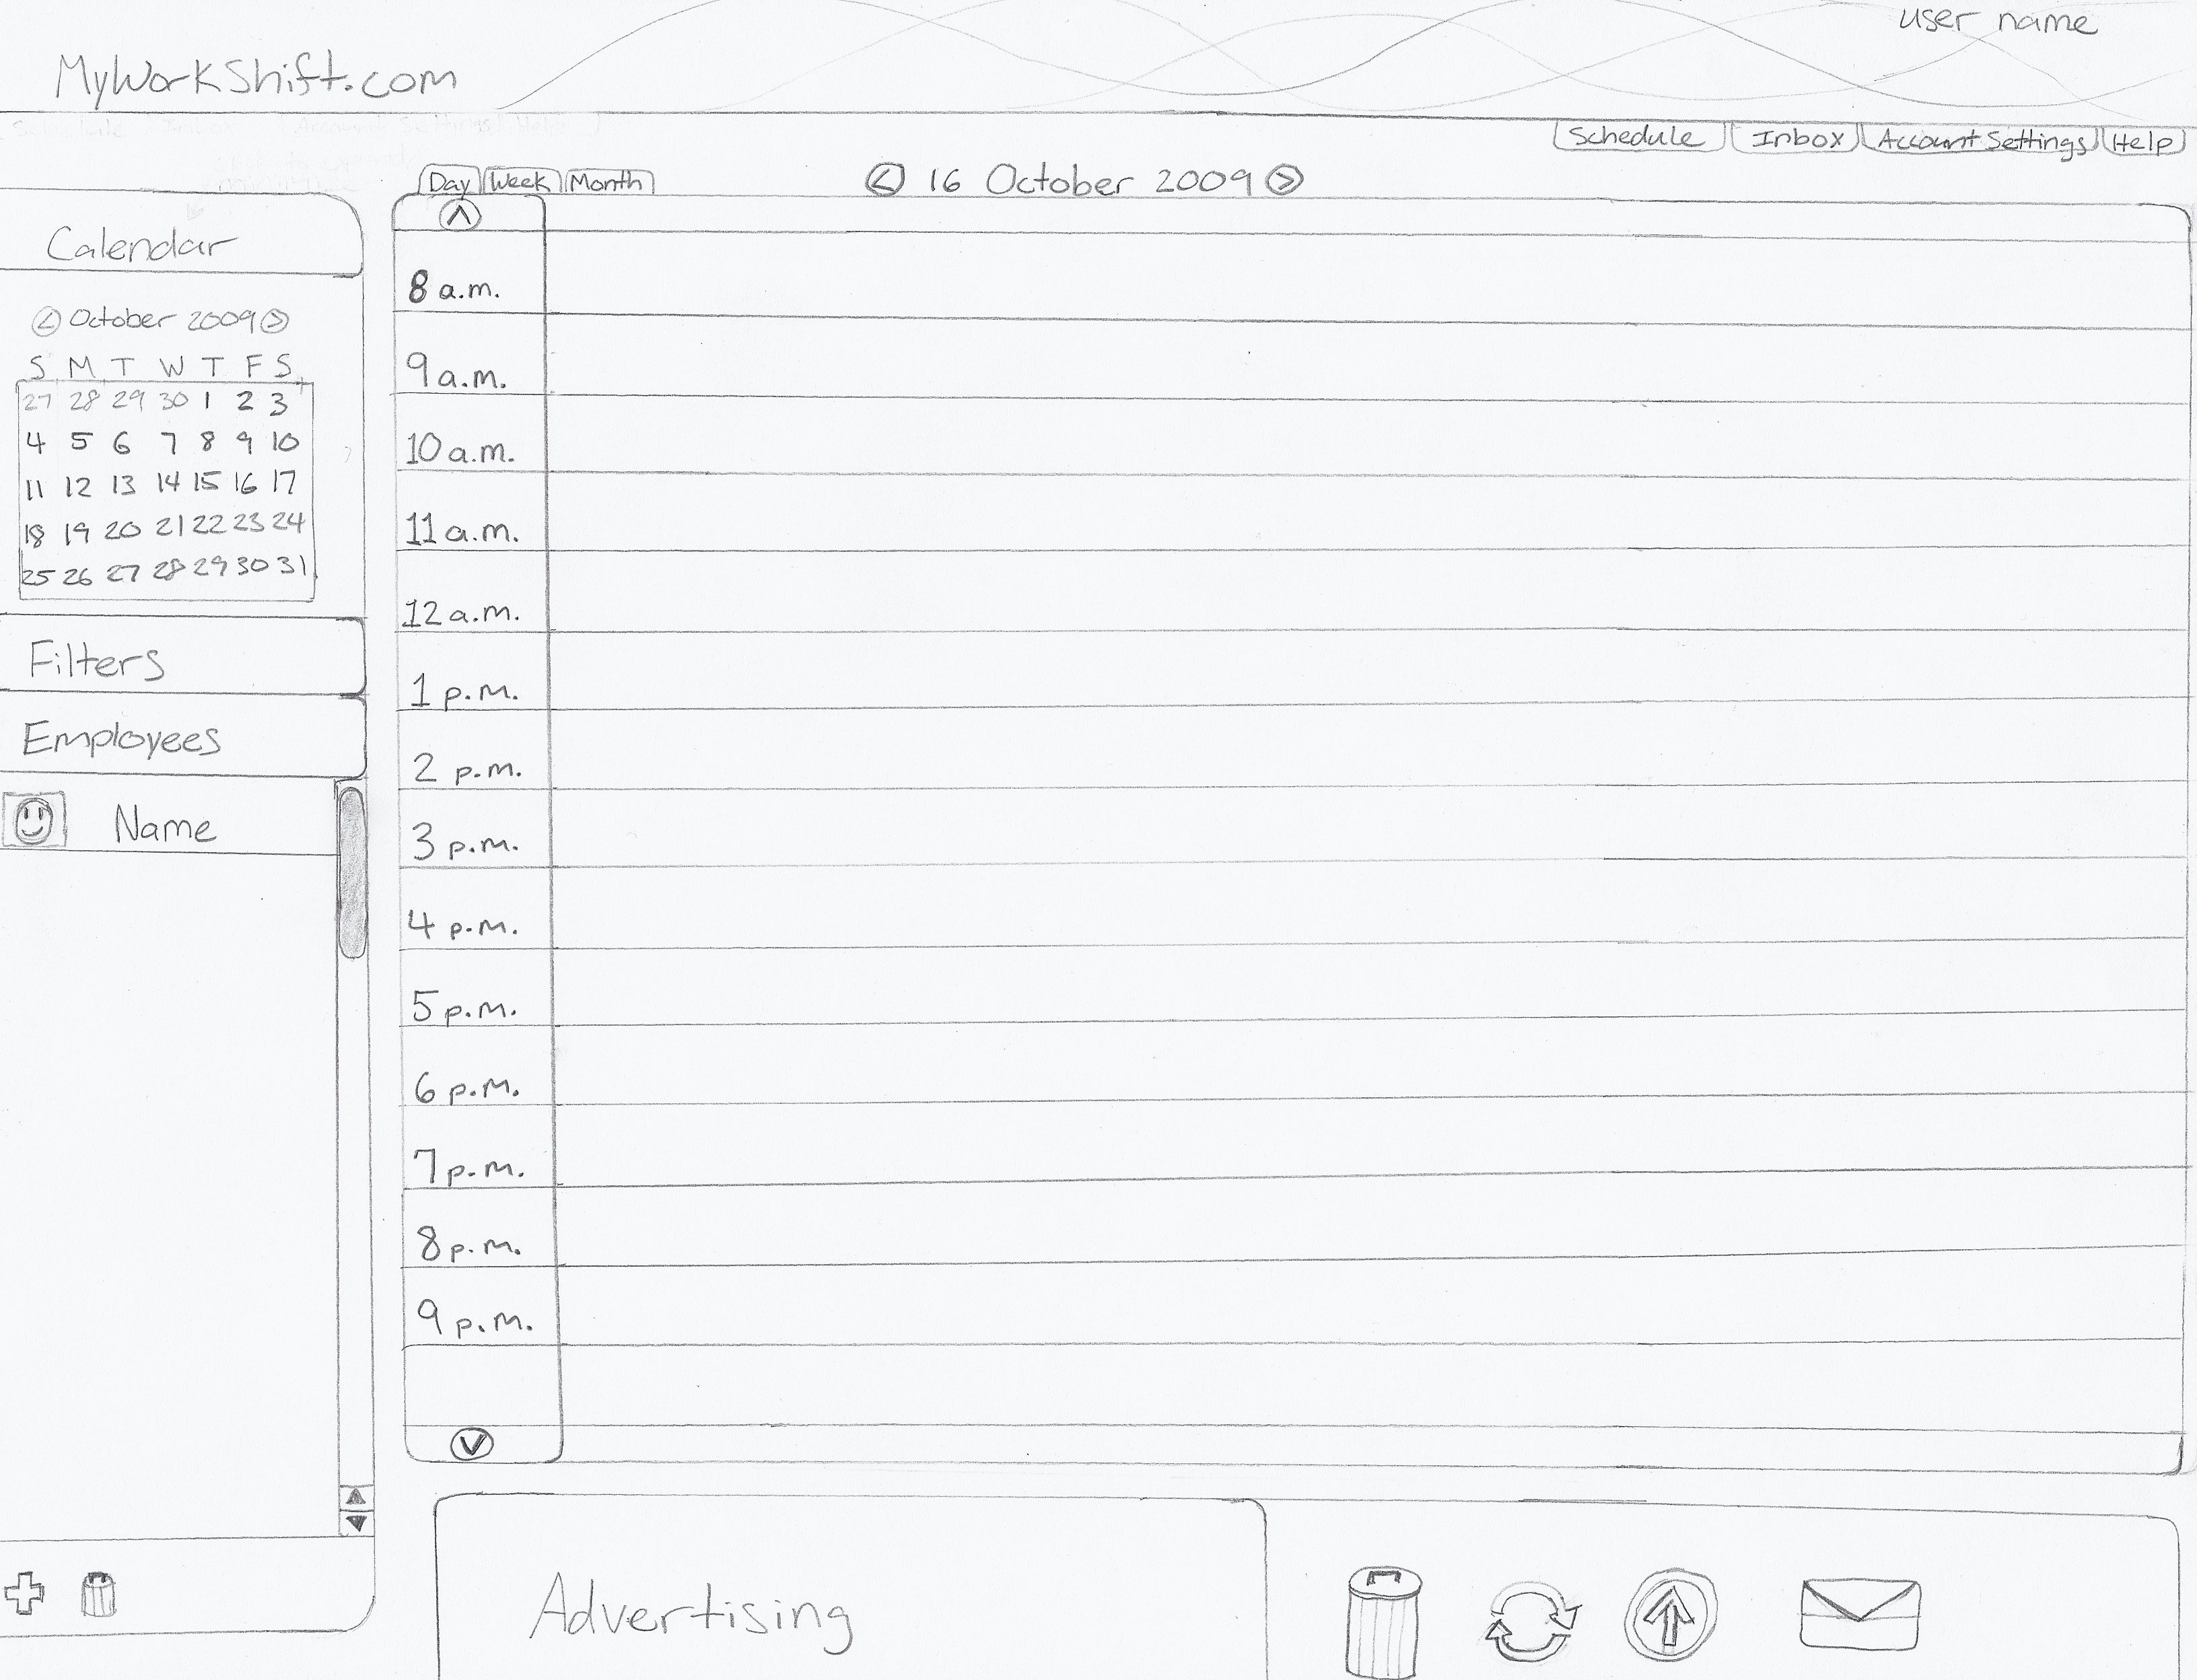 user name
MyWorkShift.com
Schedule Inbox Account Settings Help
Day Week Month
< 16 October 2009 >
Calendar
< October 2009 >
S M T W T F S
27 28 29 30 1 2 3
4 5 6 7 8 9 10
11 12 13 14 15 16 17
18 19 20 21 22 23 24
25 26 27 28 29 30 31
Filters
Employees
Name
8 a.m.
9 a.m.
10 a.m.
11 a.m.
12 a.m.
1 p.m.
2 p.m.
3 p.m.
4 p.m.
5 p.m.
6 p.m.
7 p.m.
8 p.m.
9 p.m.
Advertising